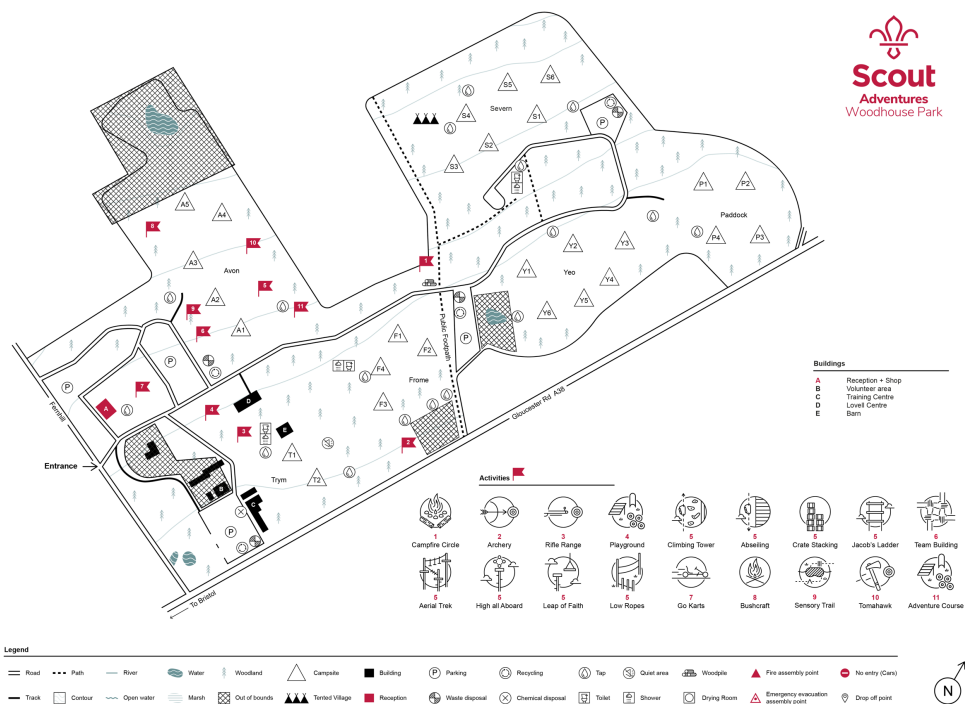 Scout
Adventures
Woodhouse Park
S6
S5
Severn
S4
S1
S2
S3
P
P1
P2
Paddock
P4
P3
A5
A4
8
10
A3
Avon
1
Y2
Y3
Y1
Yeo
Y4
Y5
Y6
5
A2
11
9
6
A1
P
P
P
Public Footpath
F1
F2
F4
Frome
F3
7
A
4
D
3
E
2
T1
Trym
T2
B
C
P
Fernhill
Entrance
Gloucester Rd A38
To Bristol
Buildings
A Reception + Shop
B Volunteer area
C Training Centre
D Lovell Centre
E Barn
Activities
1 2 3 4 5 5 5 5 6
Campfire Circle Archery Rifle Range Playground Climbing Tower Abseiling Crate Stacking Jacob's Ladder Team Building
5 5 5 5 7 8 9 10 11
Aerial Trek High all Aboard Leap of Faith Low Ropes Go Karts Bushcraft Sensory Trail Tomahawk Adventure Course
Legend
Road Path River Water Woodland Campsite Building P Parking Recycling Tap Quiet area Woodpile Fire assembly point No entry (Cars)
Track Contour Open water Marsh Out of bounds Tented Village Reception Waste disposal Chemical disposal Toilet Shower Drying Room Emergency evacuation assembly point Drop off point
N